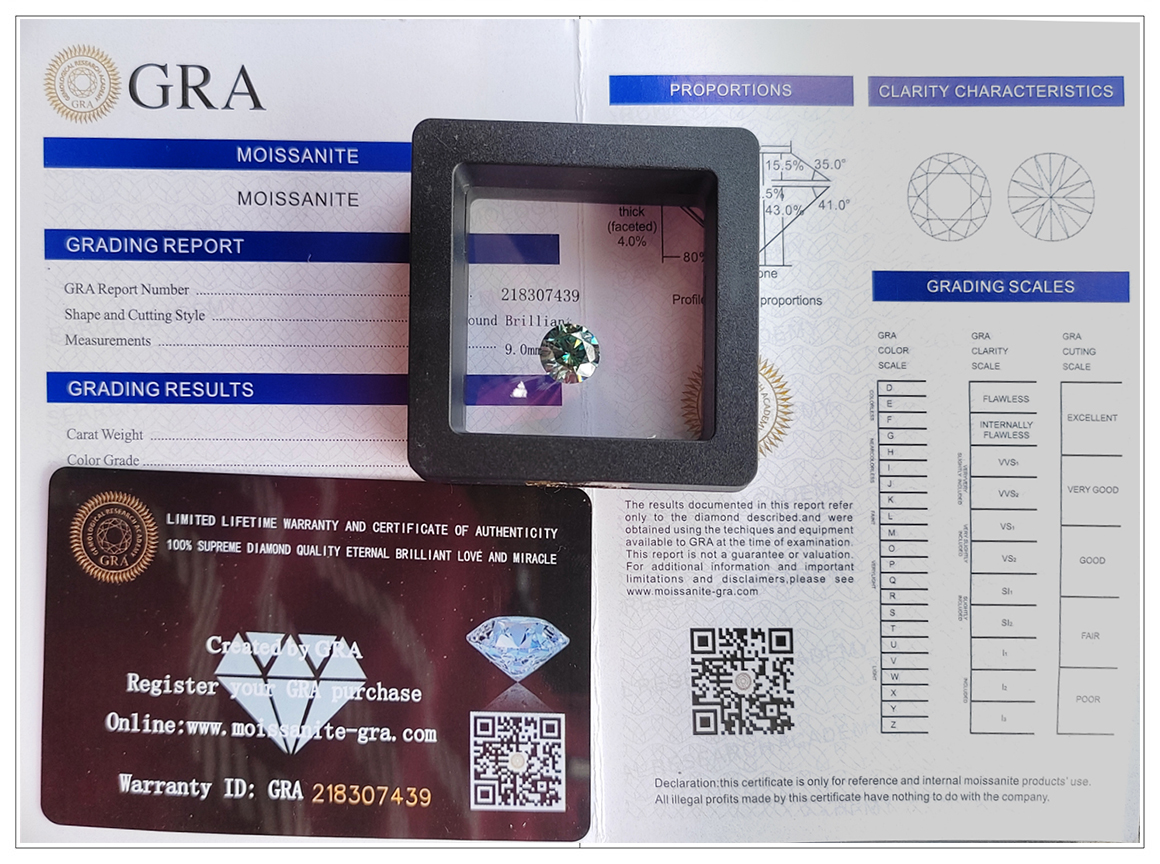 GRA
MOISSANITE
MOISSANITE
GRADING REPORT
GRA Report Number
218307439
Shape and Cutting Style
ound Brillian
Measurements
9.0mm
GRADING RESULTS
Carat Weight
Color Grade
PROPORTIONS
15.5% 35.0°
.5%
43.0% 41.0°
thick
(faceted)
4.0%
80%
one
Profile proportions
CLARITY CHARACTERISTICS
GRADING SCALES
GRA
COLOR
SCALE
D
E
F
G
H
I
J
K
L
M
O
P
Q
R
S
T
U
V
W
X
Y
Z
GRA
CLARITY
SCALE
FLAWLESS
INTERNALLY
FLAWLESS
VVS1
VVS2
VS1
VS2
SI1
SI2
I1
I2
I3
GRA
CUTING
SCALE
EXCELLENT
VERY GOOD
GOOD
FAIR
POOR
The results documented in this report refer
only to the diamond described.and were
obtained using the techiques and equipment
available to GRA at the time of examination.
This report is not a guarantee or valuation.
For additional information and important
limitations and disclaimers,please see
www.moissanite-gra.com
Declaration:this certificate is only for reference and internal moissanite products' use.
All illegal profits made by this certificate have nothing to do with the company.
GEMOLOGICAL RESEARCH ACADEMY
GRA
LIMITED LIFETIME WARRANTY AND CERTIFICATE OF AUTHENTICITY
100% SUPREME DIAMOND QUALITY ETERNAL BRILLIANT LOVE AND MIRACLE
Created by GRA
Register your GRA purchase
Online:www.moissanite-gra.com
Warranty ID: GRA 218307439